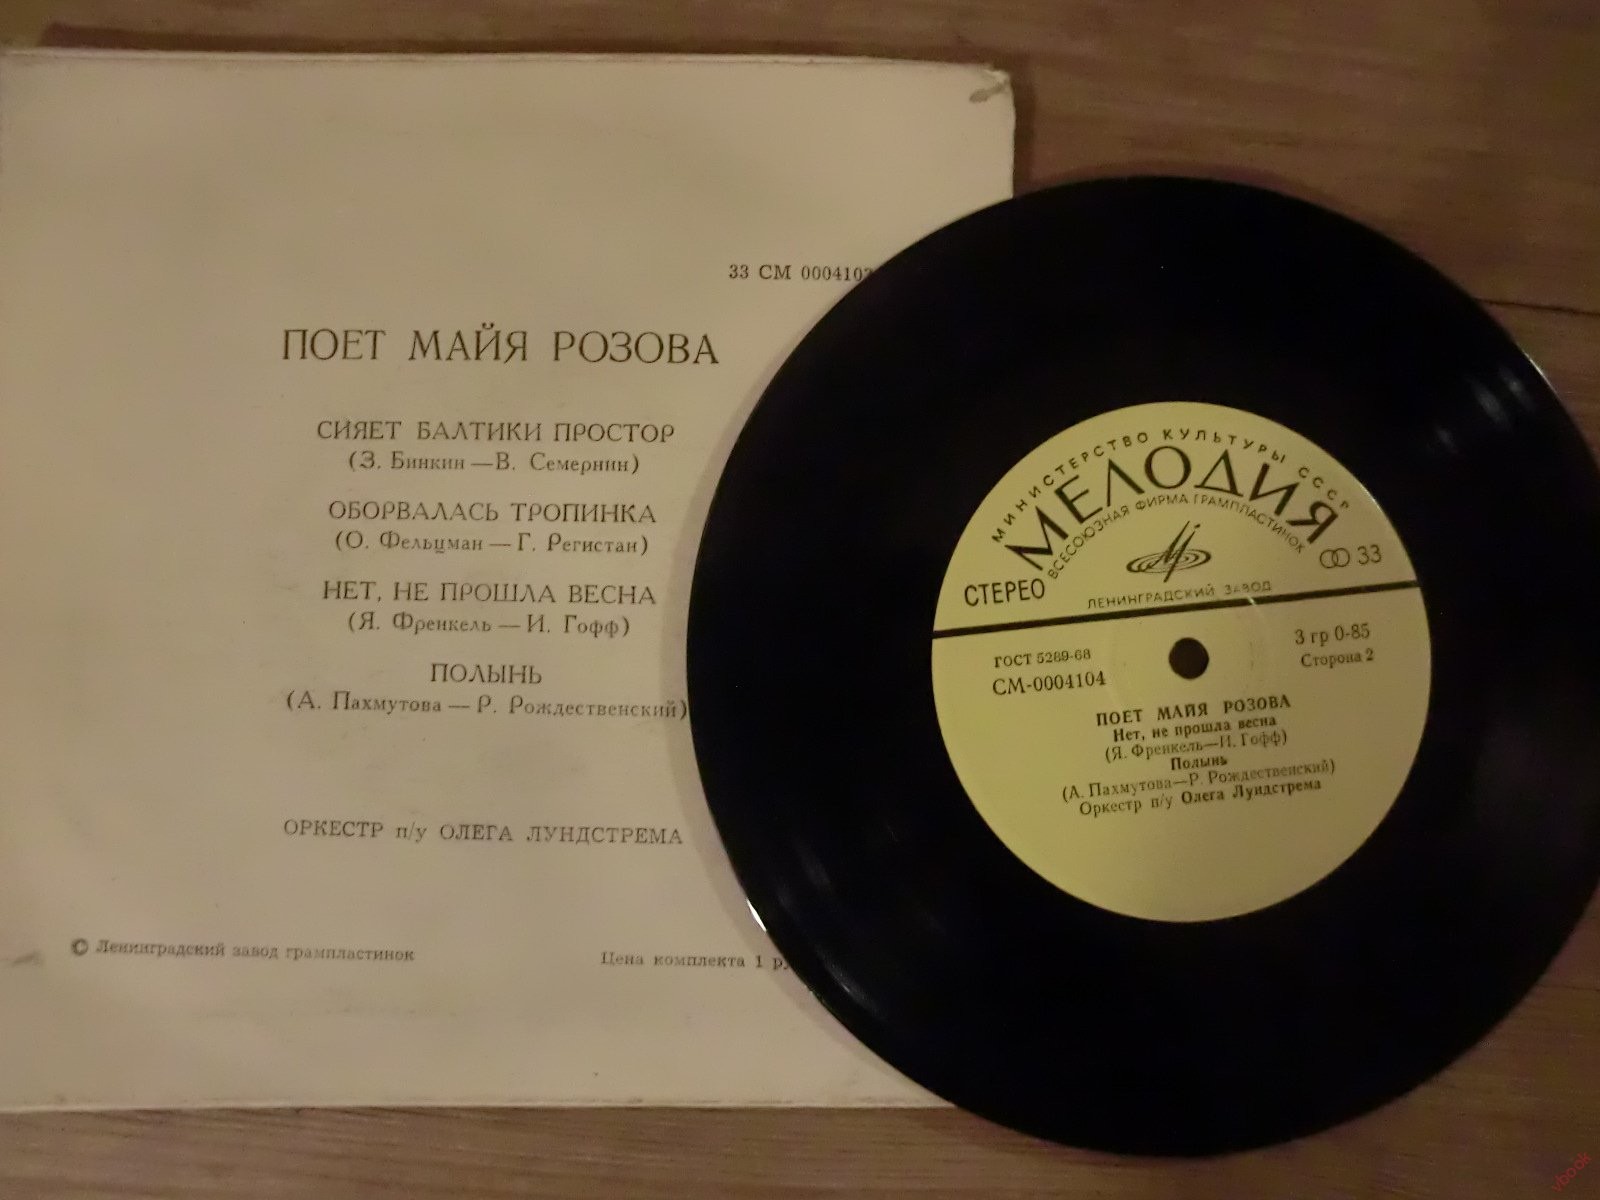 33 СМ 000410
ПОЕТ МАЙЯ РОЗОВА
СИЯЕТ БАЛТИКИ ПРОСТОР
(З. Бинкин — В. Семернин)
ОБОРВАЛАСЬ ТРОПИНКА
(О. Фельцман — Г. Регистан)
НЕТ, НЕ ПРОШЛА ВЕСНА
(Я. Френкель — И. Гофф)
ПОЛЫНЬ
(А. Пахмутова — Р. Рождественский)
ОРКЕСТР п/у ОЛЕГА ЛУНДСТРЕМА
© Ленинградский завод грампластинок
Цена комплекта 1 р
МИНИСТЕРСТВО КУЛЬТУРЫ СССР
МЕЛОДИЯ
ВСЕСОЮЗНАЯ ФИРМА ГРАМПЛАСТИНОК
СТЕРЕО
33
ЛЕНИНГРАДСКИЙ ЗАВОД
ГОСТ 5289-68
3 гр 0-85
СМ-0004104
Сторона 2
ПОЕТ МАЙЯ РОЗОВА
Нет, не прошла весна
(Я. Френкель—И. Гофф)
Полынь
(А. Пахмутова—Р. Рождественский)
Оркестр п/у Олега Лундстрема
vbook